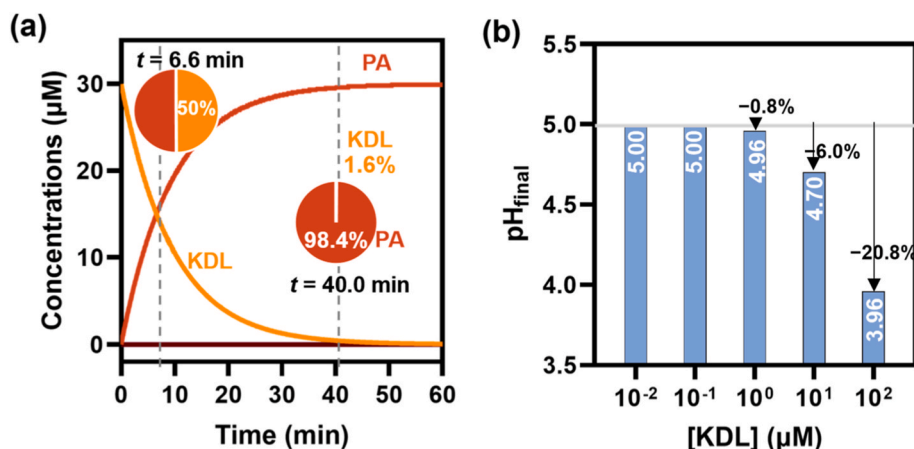 (a)
t = 6.6 min
PA
50%
KDL
1.6%
98.4%
PA
KDL
t = 40.0 min
Concentrations (μM)
30
20
10
0
0 10 20 30 40 50 60
Time (min)
(b)
pHfinal
5.5
5.0
4.5
4.0
3.5
−0.8%
−6.0%
−20.8%
5.00
5.00
4.96
4.70
3.96
10⁻² 10⁻¹ 10⁰ 10¹ 10²
[KDL] (μM)